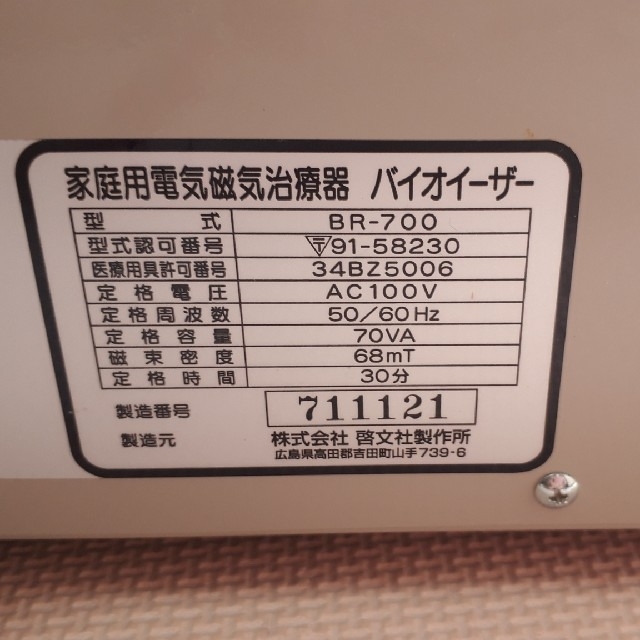 家庭用電気磁気治療器 バイオイーザー
型式 BR-700
型式認可番号 〒91-58230
医療用具許可番号 34BZ5006
定格電圧 AC100V
定格周波数 50/60Hz
定格容量 70VA
磁束密度 68mT
定格時間 30分
製造番号 711121
製造元 株式会社 啓文社製作所
広島県高田郡吉田町山手739-6